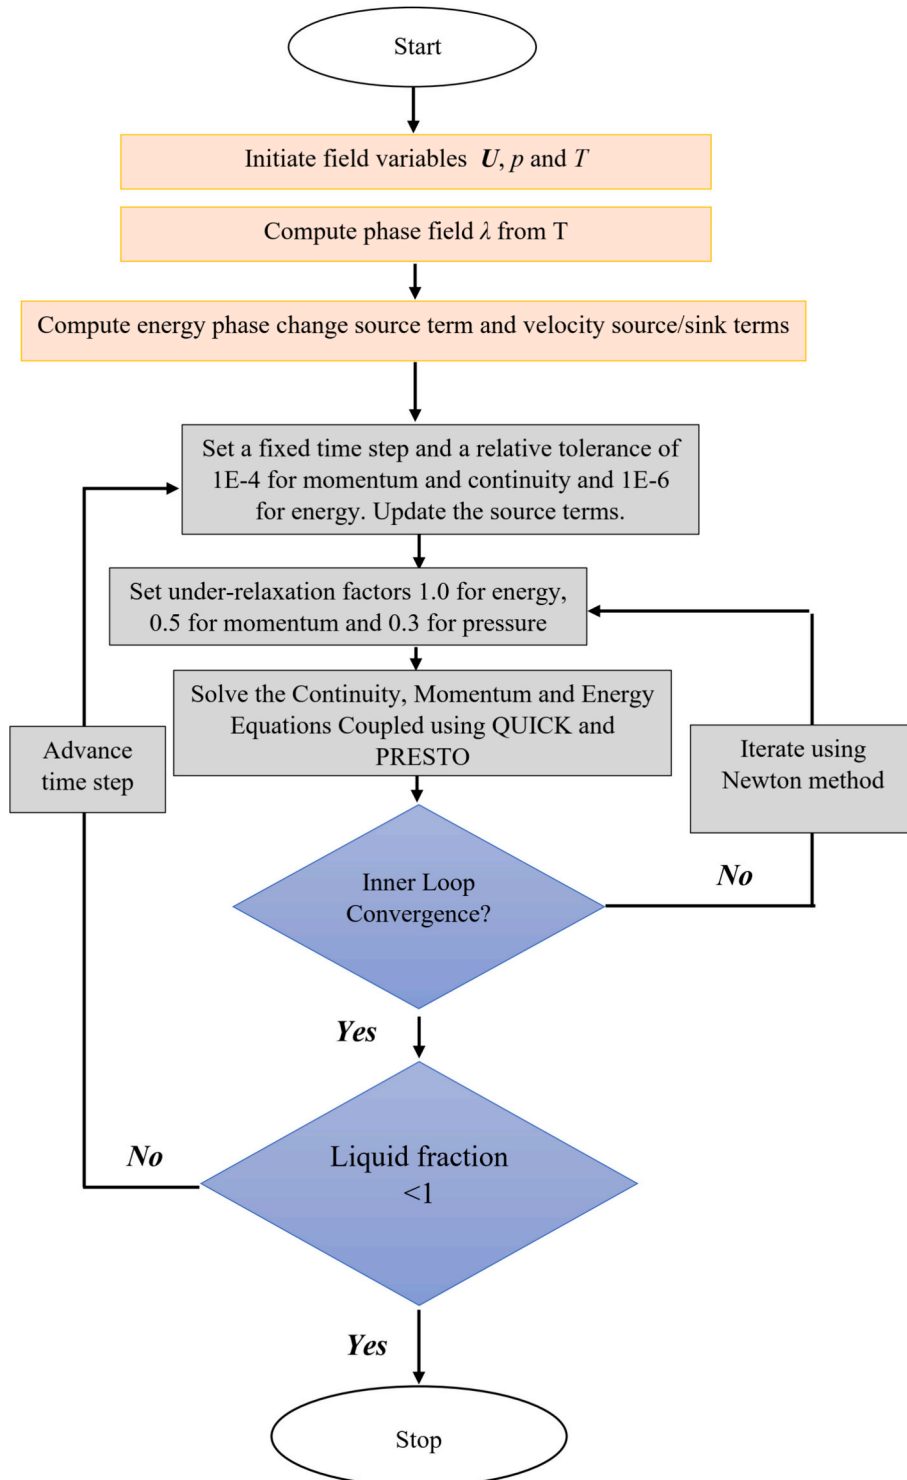 Start
Initiate field variables U, p and T
Compute phase field λ from T
Compute energy phase change source term and velocity source/sink terms
Set a fixed time step and a relative tolerance of
1E-4 for momentum and continuity and 1E-6
for energy. Update the source terms.
Set under-relaxation factors 1.0 for energy,
0.5 for momentum and 0.3 for pressure
Solve the Continuity, Momentum and Energy
Equations Coupled using QUICK and
PRESTO
Advance
time step
Iterate using
Newton method
Inner Loop
Convergence?
No
Yes
Liquid fraction
<1
No
Yes
Stop